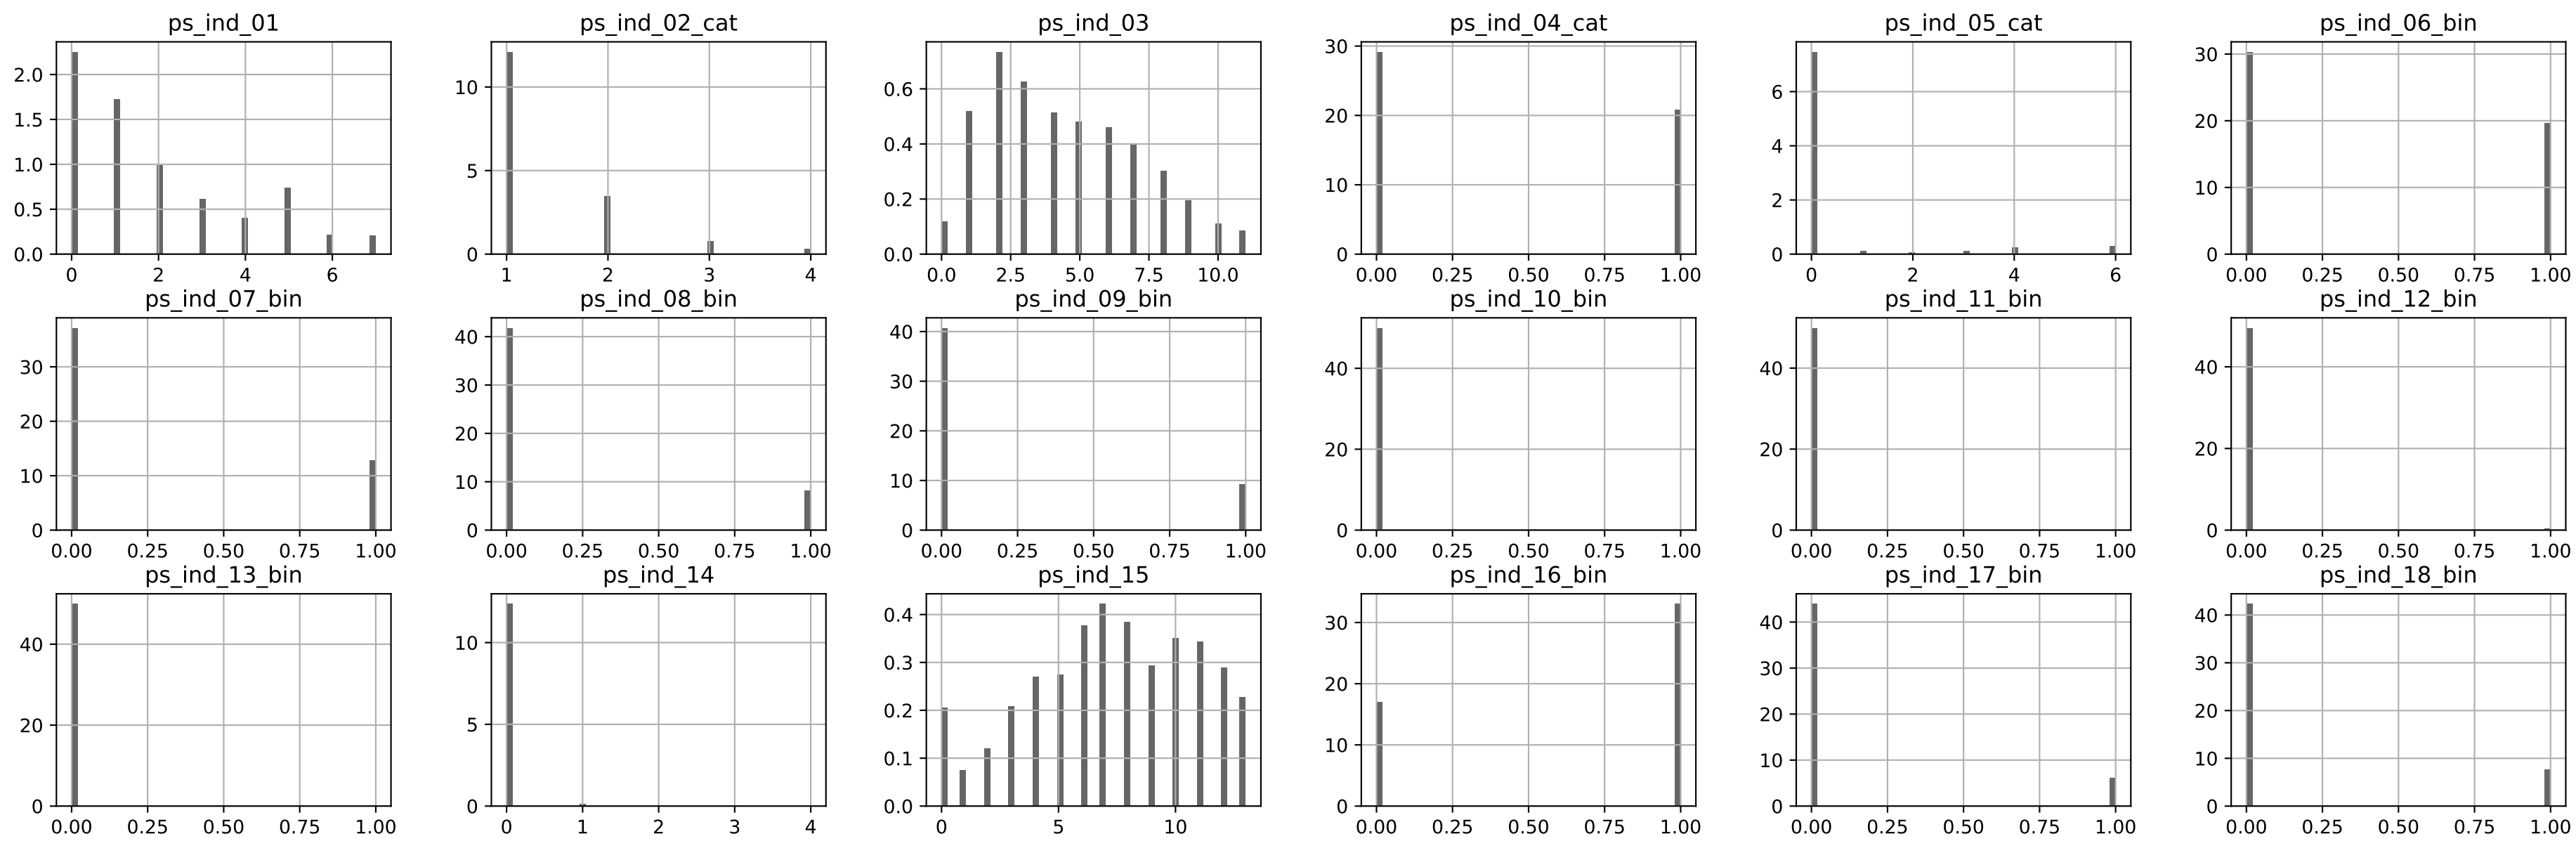 ps_ind_01 ps_ind_02_cat ps_ind_03 ps_ind_04_cat ps_ind_05_cat ps_ind_06_bin
2.0 10 0.6 30 6 30
1.5 5 0.4 20 4 20
1.0 0 0.2 10 2 10
0.5 0.0 0 0 0
0.0
0 2 4 6 1 2 3 4 0.0 2.5 5.0 7.5 10.0 0.00 0.25 0.50 0.75 1.00 0 2 4 6 0.00 0.25 0.50 0.75 1.00
ps_ind_07_bin ps_ind_08_bin ps_ind_09_bin ps_ind_10_bin ps_ind_11_bin ps_ind_12_bin
30 40 40 40 40 40
20 30 30 20 20 20
10 20 20 0 0 0
0 10 10
0 0
0.00 0.25 0.50 0.75 1.00 0.00 0.25 0.50 0.75 1.00 0.00 0.25 0.50 0.75 1.00 0.00 0.25 0.50 0.75 1.00 0.00 0.25 0.50 0.75 1.00 0.00 0.25 0.50 0.75 1.00
ps_ind_13_bin ps_ind_14 ps_ind_15 ps_ind_16_bin ps_ind_17_bin ps_ind_18_bin
40 10 0.4 30 40 40
20 5 0.3 20 30 30
0 0 0.2 10 20 20
0.1 0 10 10
0.0 0 0
0.00 0.25 0.50 0.75 1.00 0 1 2 3 4 0 5 10 0.00 0.25 0.50 0.75 1.00 0.00 0.25 0.50 0.75 1.00 0.00 0.25 0.50 0.75 1.00